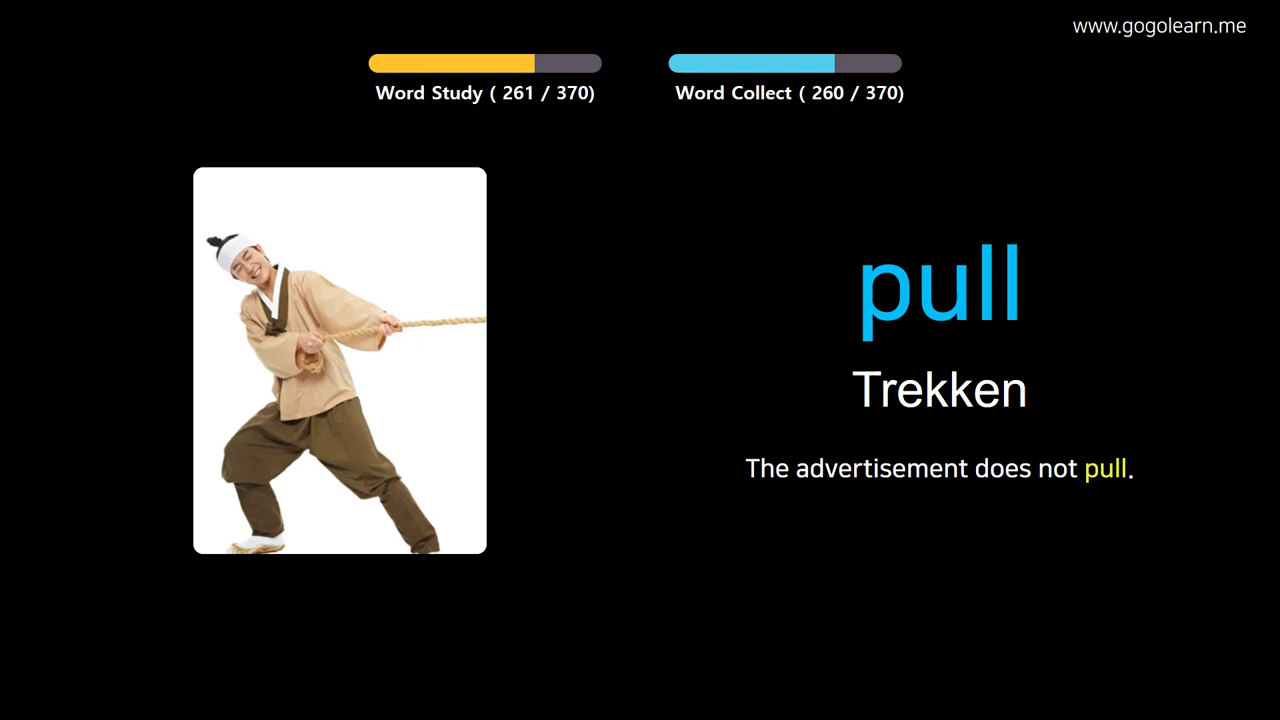 www.gogolearn.me
Word Study ( 261 / 370)
Word Collect ( 260 / 370)
pull
Trekken
The advertisement does not pull.